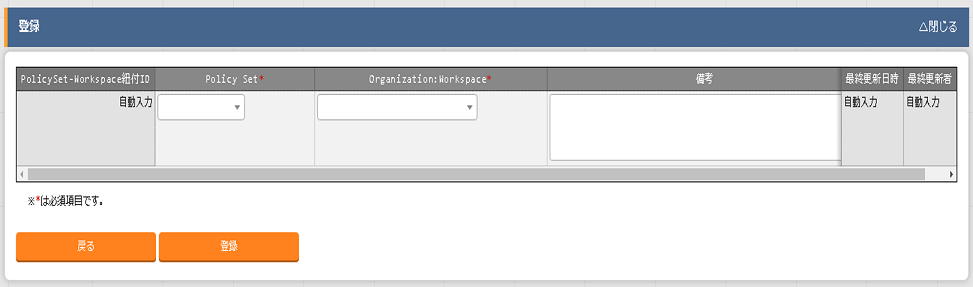 登録 △閉じる
PolicySet-Workspace紐付ID Policy Set* Organization:Workspace* 備考 最終更新日時 最終更新者
自動入力 自動入力 自動入力
※*は必須項目です。
戻る 登録